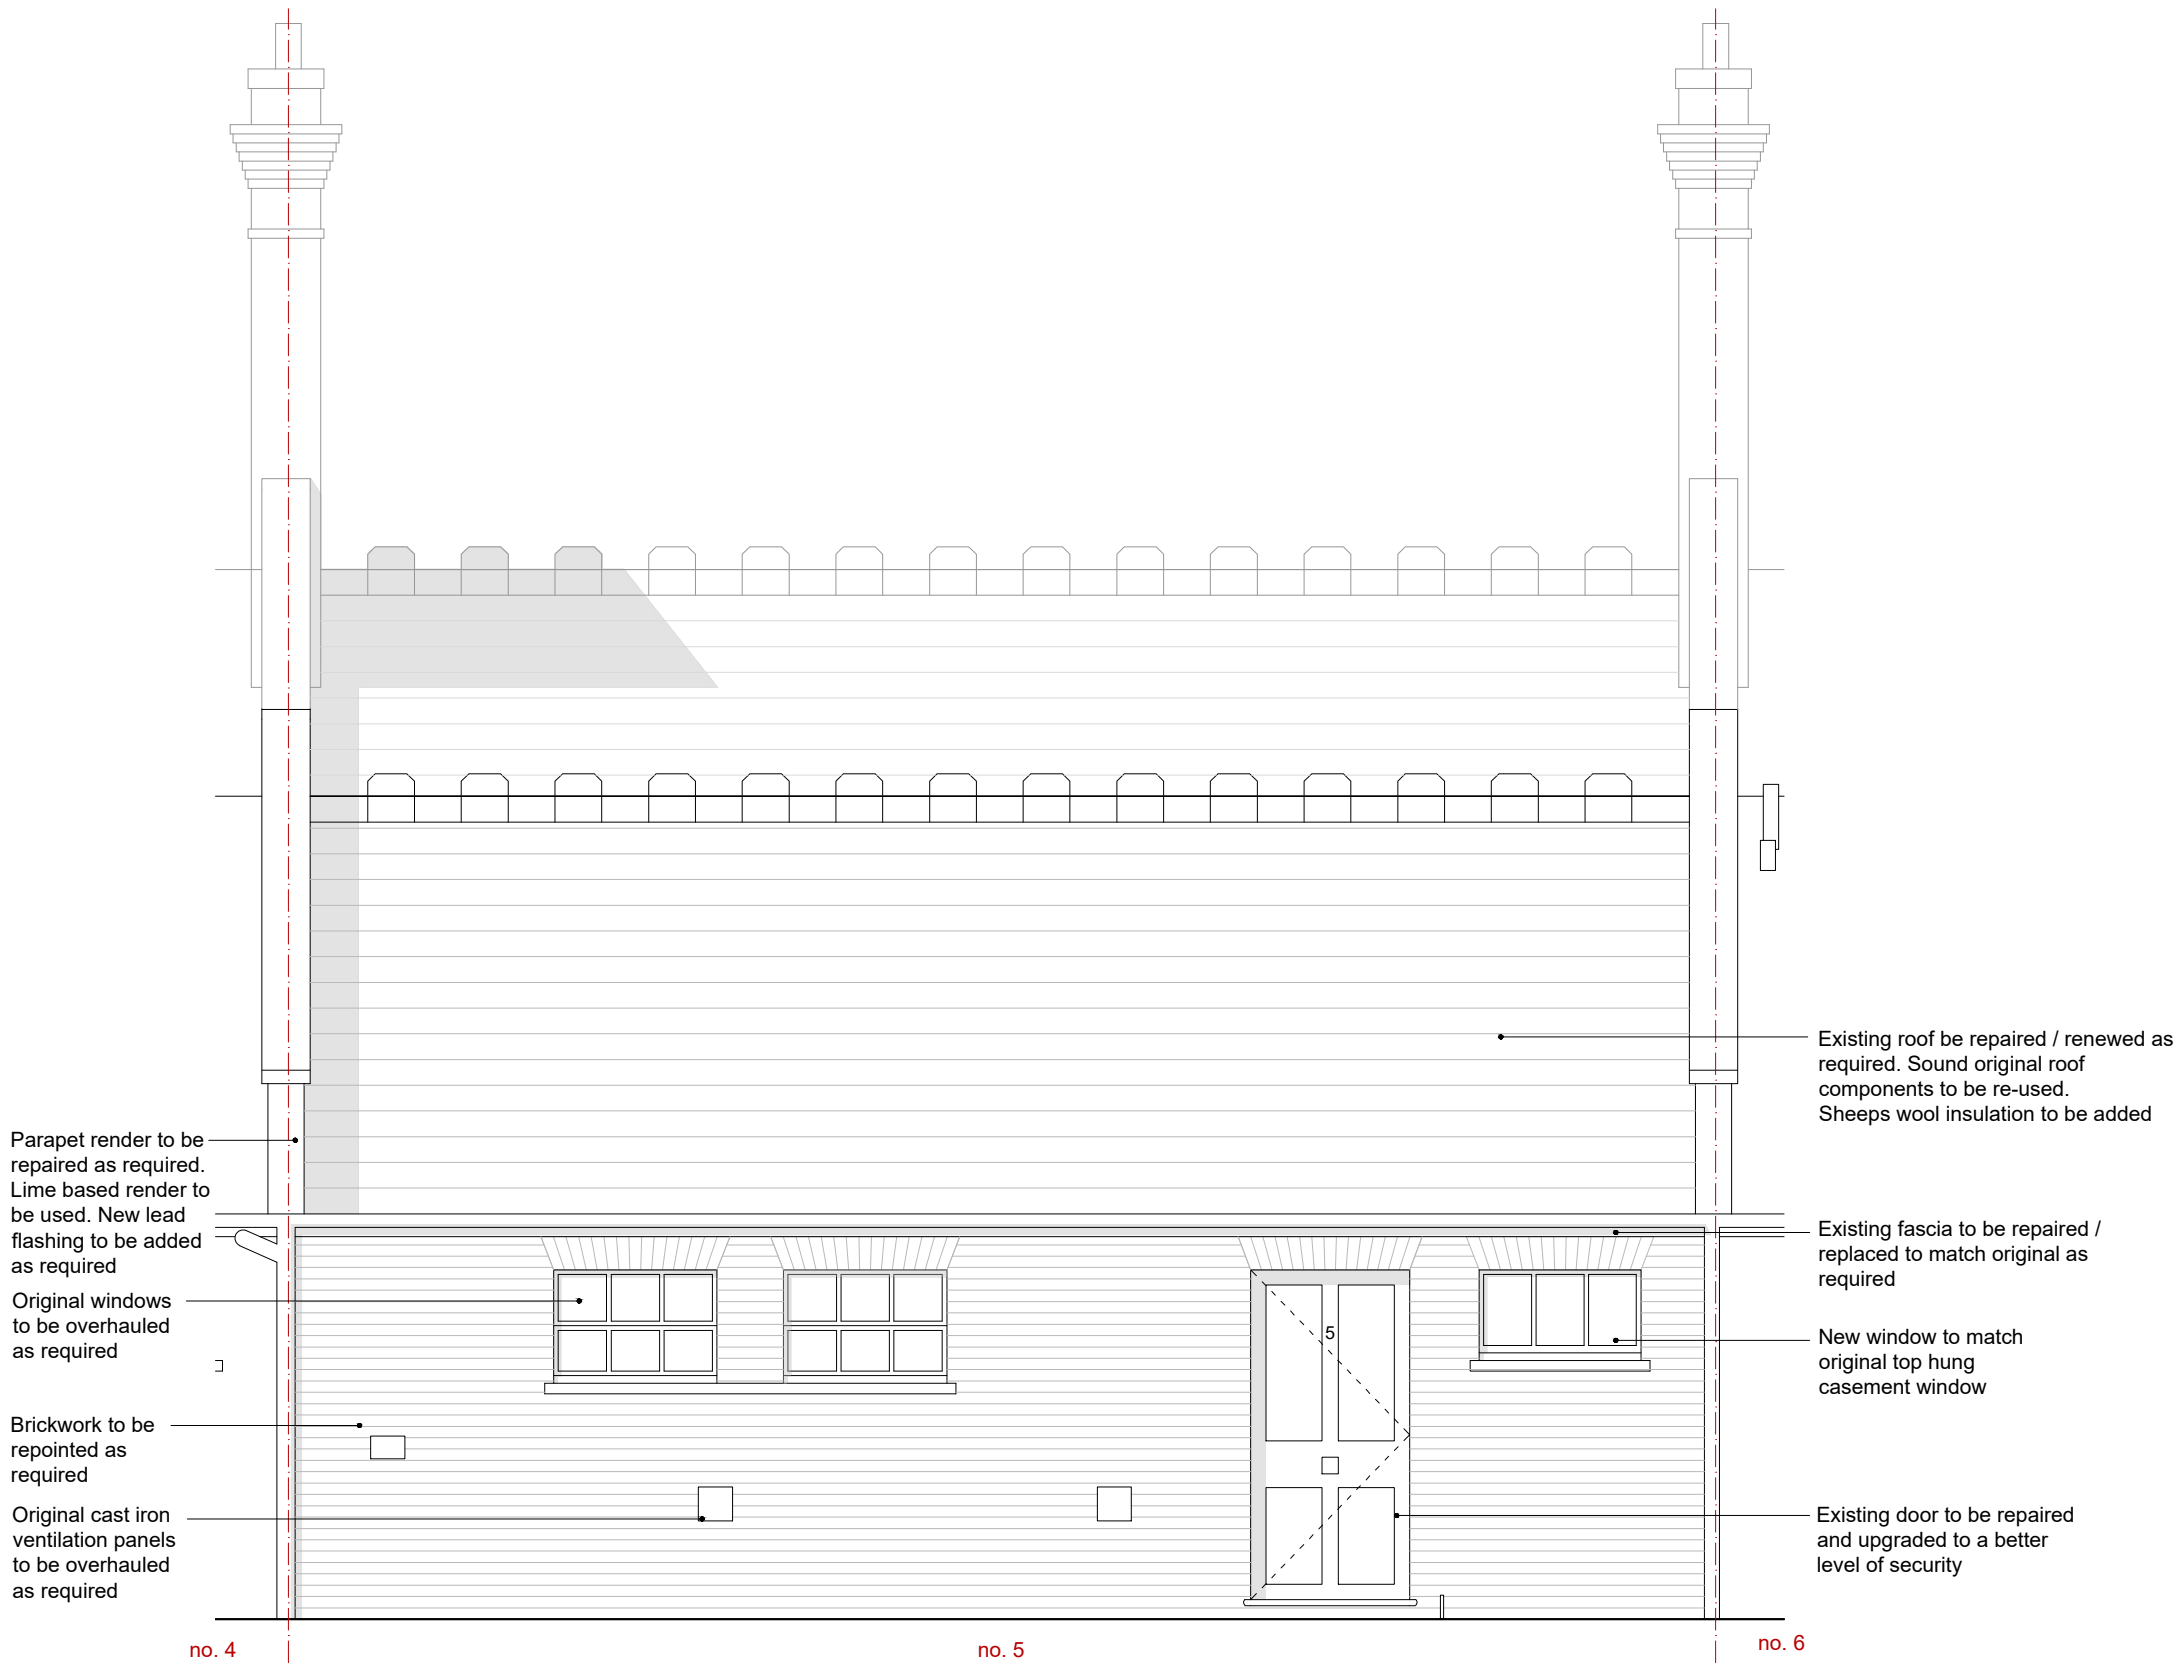 Existing roof be repaired / renewed as
required. Sound original roof
components to be re-used.
Sheeps wool insulation to be added
Parapet render to be
repaired as required.
Lime based render to
be used. New lead
flashing to be added
as required
Existing fascia to be repaired /
replaced to match original as
required
Original windows
to be overhauled
as required
5
New window to match
original top hung
casement window
Brickwork to be
repointed as
required
Original cast iron
ventilation panels
to be overhauled
as required
Existing door to be repaired
and upgraded to a better
level of security
no. 4
no. 5
no. 6